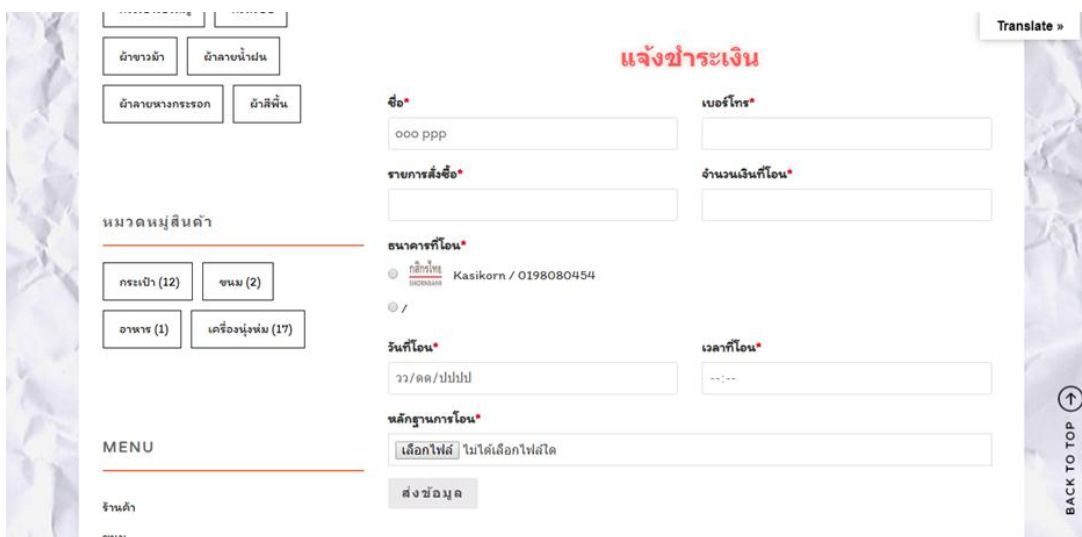 Translate »
ผ้าขาวม้า
ผ้าลายน้ำฝน
ผ้าลายหางกระรอก
ผ้าสีพื้น
หมวดหมู่สินค้า
กระเป๋า (12)
ขนม (2)
อาหาร (1)
เครื่องนุ่งห่ม (17)
MENU
ร้านค้า
แจ้งชำระเงิน
ชื่อ*
เบอร์โทร*
ooo ppp
รายการสั่งซื้อ*
จำนวนเงินที่โอน*
ธนาคารที่โอน*
กสิกรไทย
Kasikorn / 0198080454
/
วันที่โอน*
เวลาที่โอน*
วว/ดด/ปปปป
--:--
หลักฐานการโอน*
เลือกไฟล์ ไม่ได้เลือกไฟล์ใด
ส่งข้อมูล
BACK TO TOP